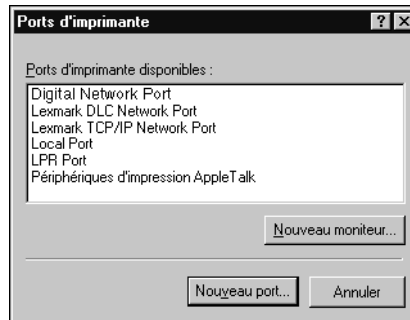 Ports d'imprimante
Ports d'imprimante disponibles :
Digital Network Port
Lexmark DLC Network Port
Lexmark TCP/IP Network Port
Local Port
LPR Port
Périphériques d'impression AppleTalk
Nouveau moniteur...
Nouveau port...
Annuler